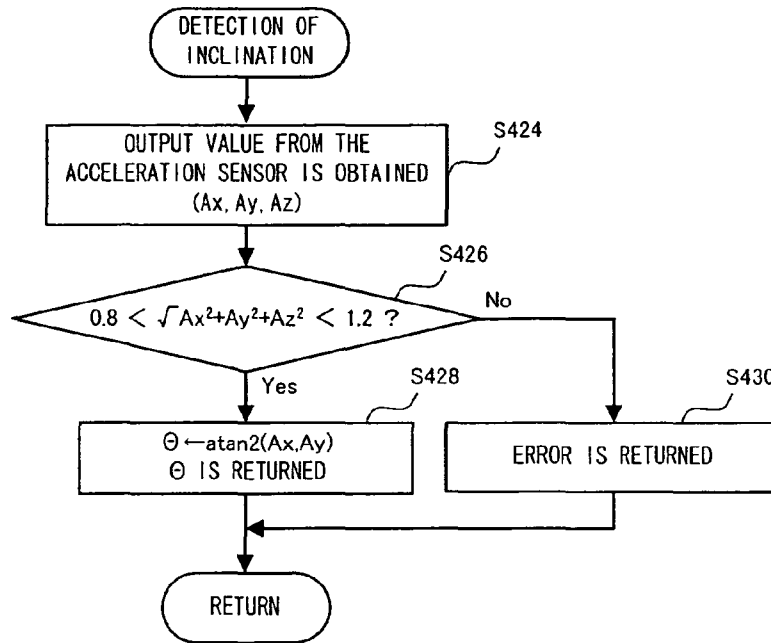 DETECTION OF
INCLINATION
OUTPUT VALUE FROM THE
ACCELERATION SENSOR IS OBTAINED
(Ax, Ay, Az)
S424
0.8 < √Ax²+Ay²+Az² < 1.2 ?
S426
No
Yes
S428
Θ←atan2(Ax,Ay)
Θ IS RETURNED
S430
ERROR IS RETURNED
RETURN